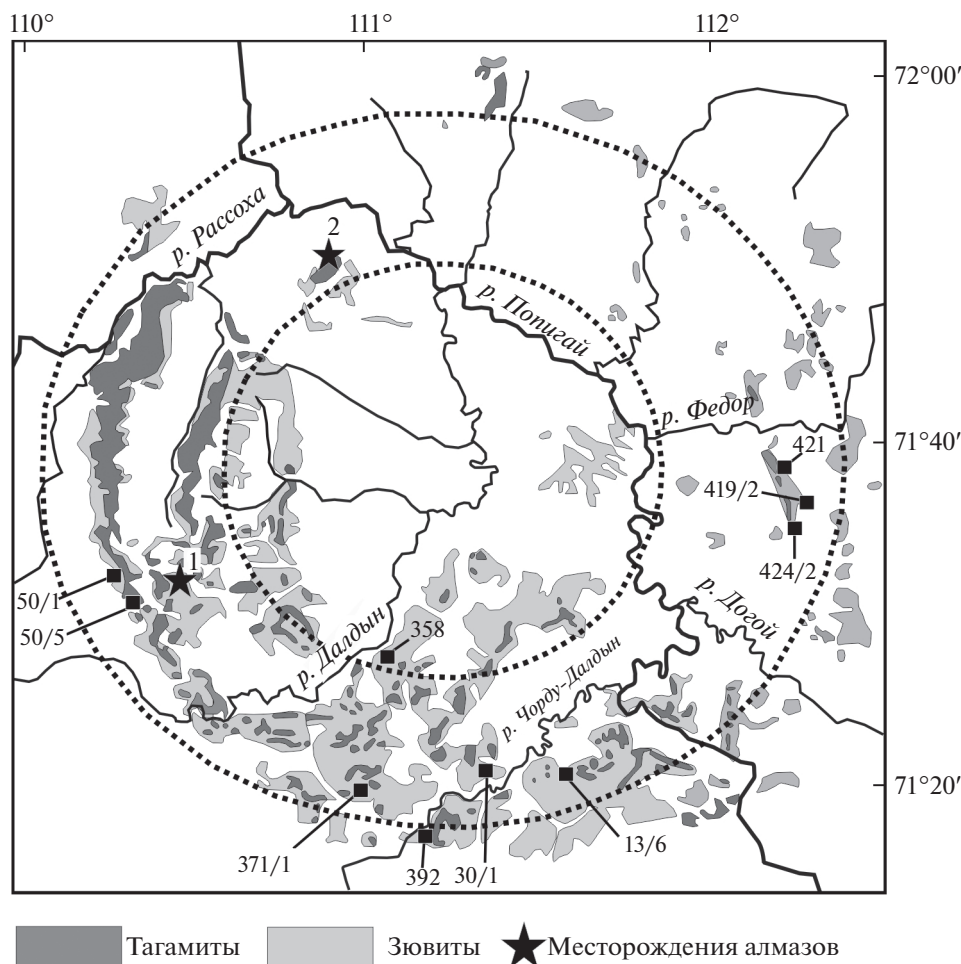 110° 111° 112°
72°00′
р. Рассоха
2
р. Попигай
р. Федор
71°40′
421
419/2
424/2
1
50/1
50/5
р. Догой
р. Далдын
358
р. Чорду-Далдын
71°20′
371/1
392
30/1
13/6
Тагамиты Зювиты Месторождения алмазов